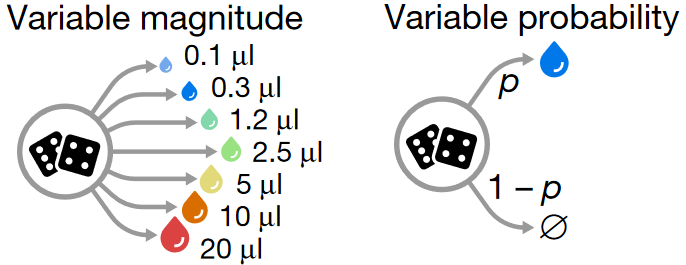 Variable magnitude
0.1 μl
0.3 μl
1.2 μl
2.5 μl
5 μl
10 μl
20 μl
Variable probability
p
1 – p
∅